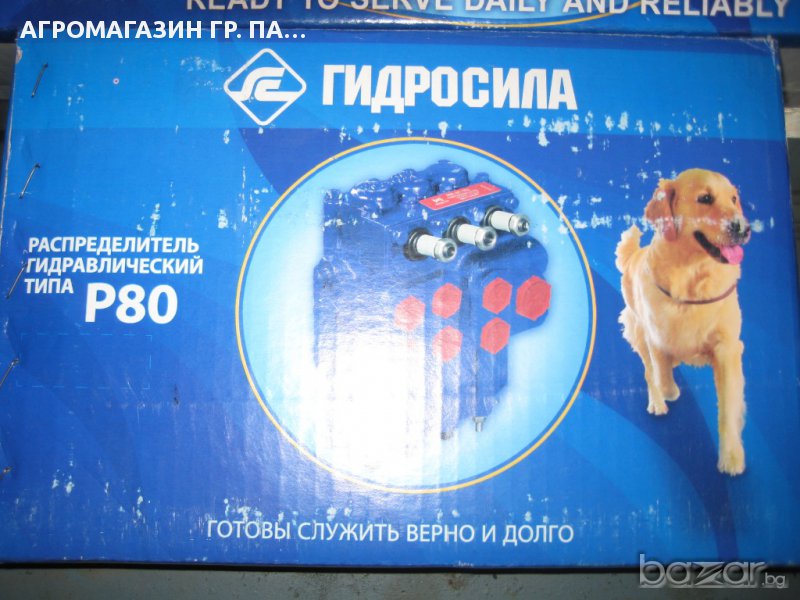 READY TO SERVE DAILY AND RELIABLY
АГРОМАГАЗИН ГР. ПА...
ГИДРОСИЛА
РАСПРЕДЕЛИТЕЛЬ
ГИДРАВЛИЧЕСКИЙ
ТИПА Р80
ГОТОВЫ СЛУЖИТЬ ВЕРНО И ДОЛГО
bazar.bg